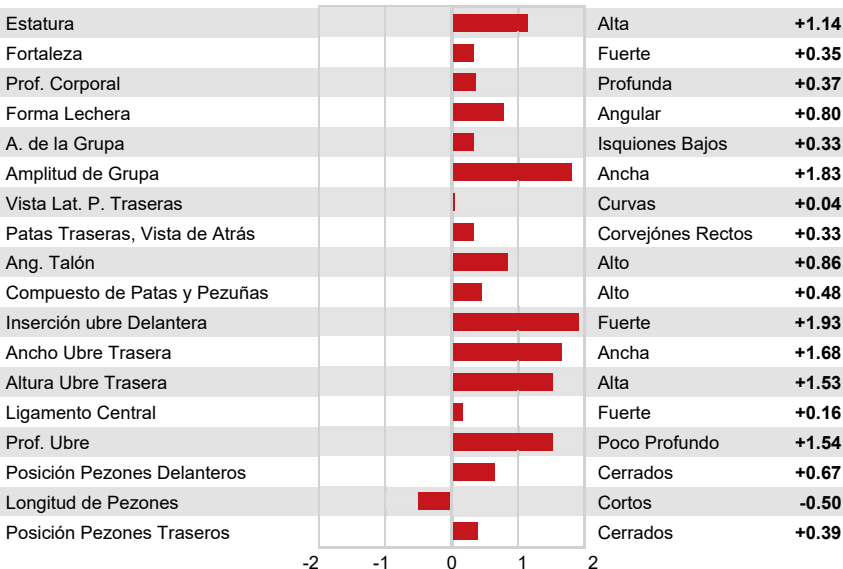 Estatura Alta +1.14
Fortaleza Fuerte +0.35
Prof. Corporal Profunda +0.37
Forma Lechera Angular +0.80
A. de la Grupa Isquiones Bajos +0.33
Amplitud de Grupa Ancha +1.83
Vista Lat. P. Traseras Curvas +0.04
Patas Traseras, Vista de Atrás Corvejónes Rectos +0.33
Ang. Talón Alto +0.86
Compuesto de Patas y Pezuñas Alto +0.48
Inserción ubre Delantera Fuerte +1.93
Ancho Ubre Trasera Ancha +1.68
Altura Ubre Trasera Alta +1.53
Ligamento Central Fuerte +0.16
Prof. Ubre Poco Profundo +1.54
Posición Pezones Delanteros Cerrados +0.67
Longitud de Pezones Cortos -0.50
Posición Pezones Traseros Cerrados +0.39
-2 -1 0 1 2